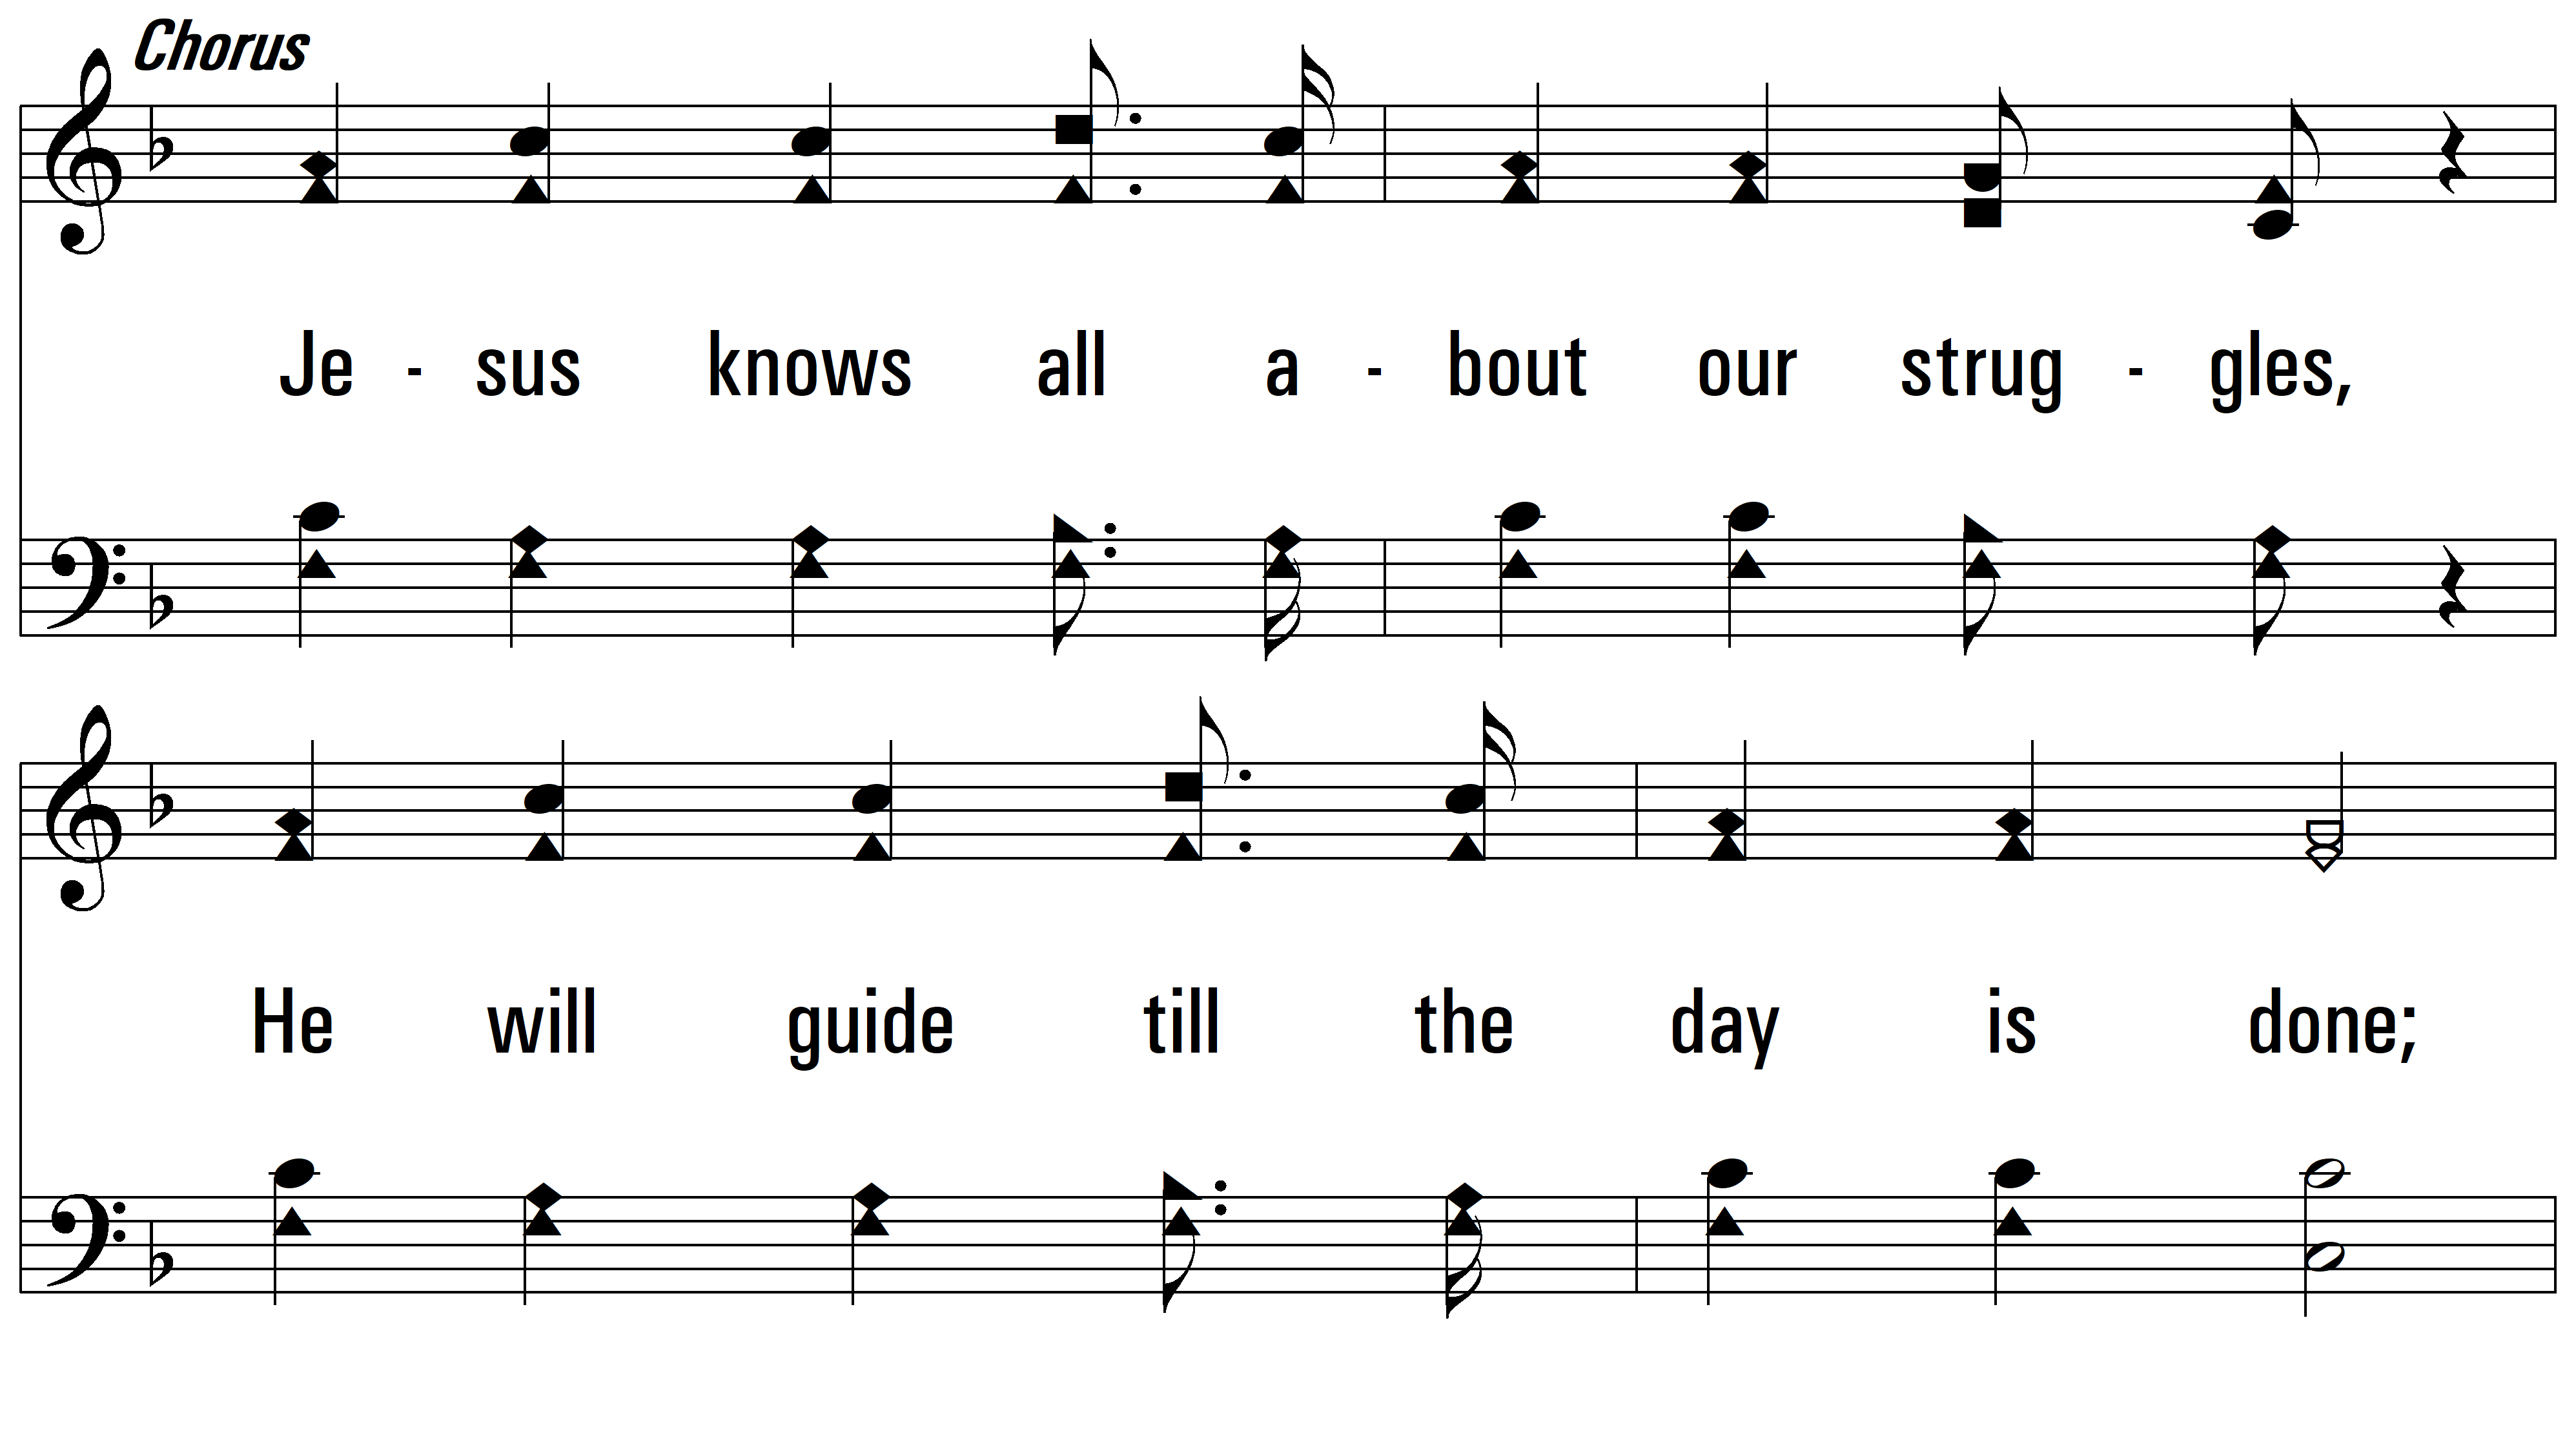 Chorus
Je - sus knows all a - bout our strug - gles,
He will guide till the day is done;